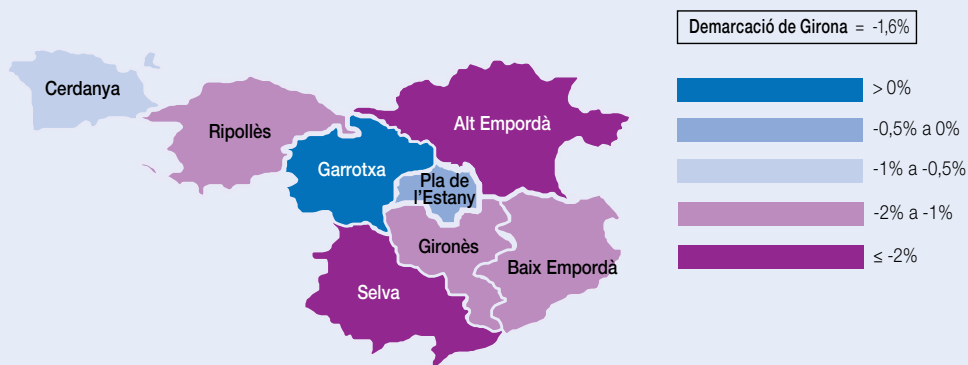 Demarcació de Girona = -1,6%
> 0%
-0,5% a 0%
-1% a -0,5%
-2% a -1%
≤ -2%
Cerdanya
Ripollès
Alt Empordà
Garrotxa
Pla de
l'Estany
Gironès
Baix Empordà
Selva